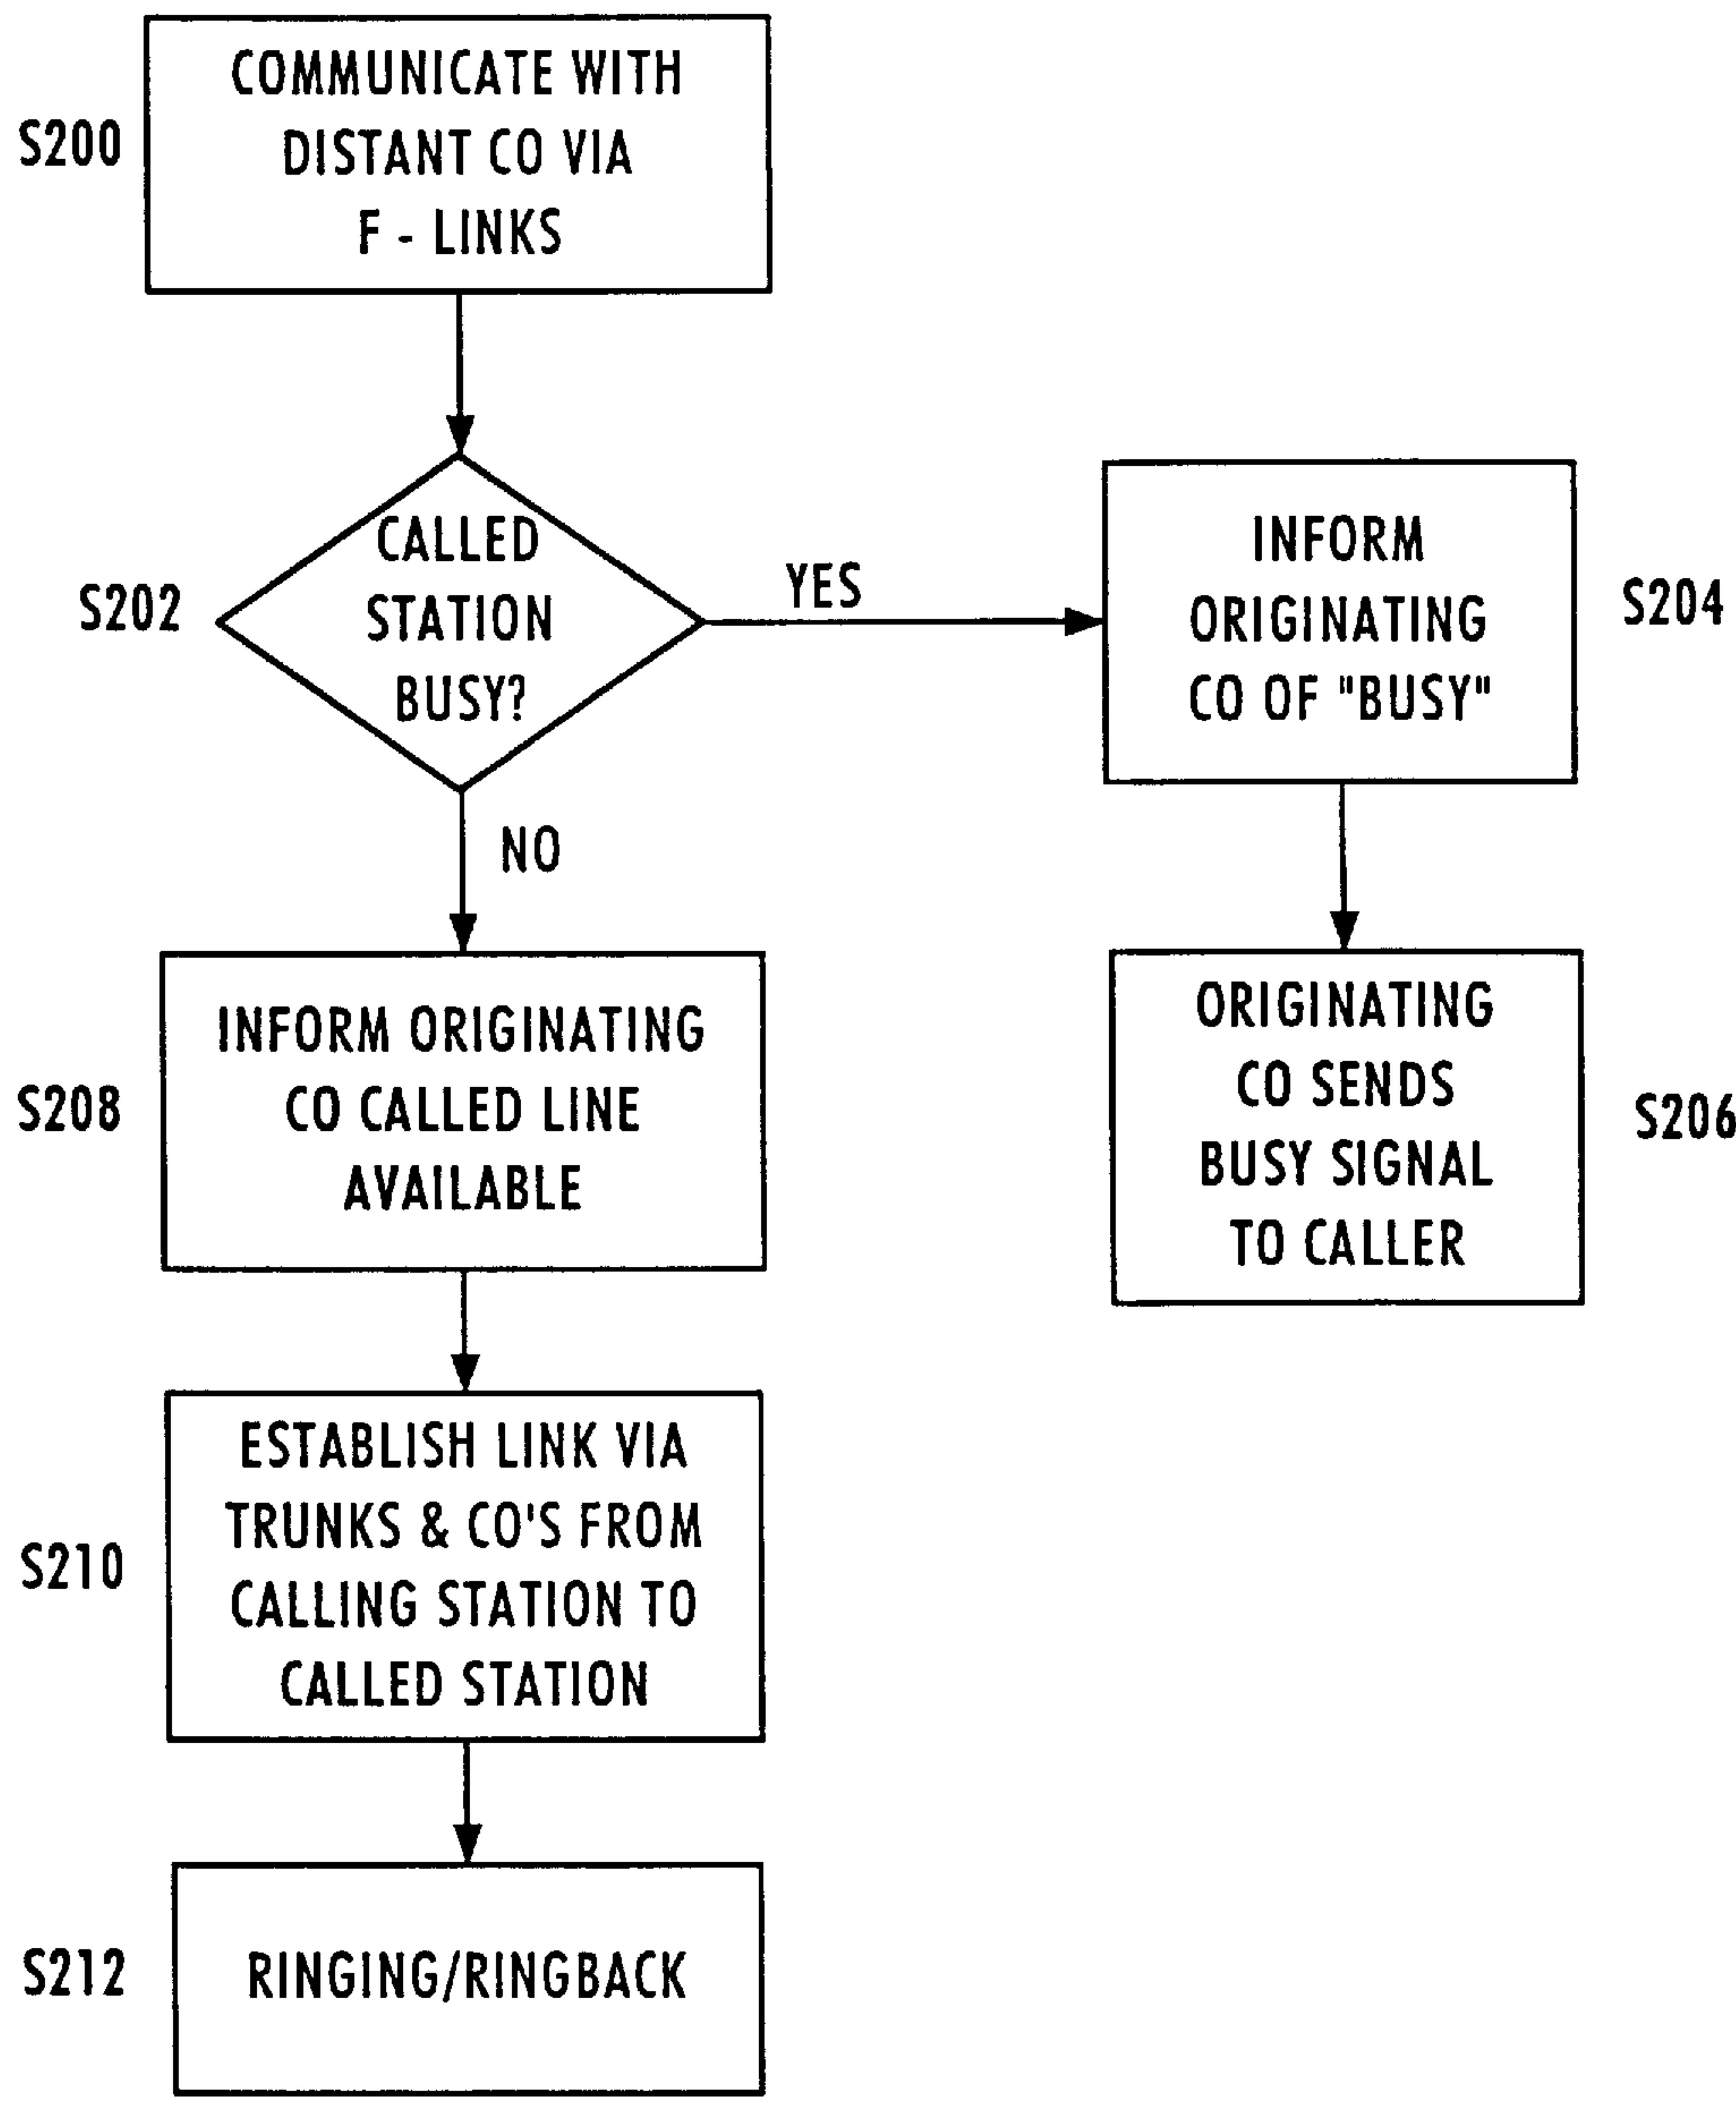 COMMUNICATE WITH
DISTANT CO VIA
F - LINKS
S200
CALLED
STATION
BUSY?
S202
YES
INFORM
ORIGINATING
CO OF "BUSY"
S204
NO
ORIGINATING
CO SENDS
BUSY SIGNAL
TO CALLER
S206
INFORM ORIGINATING
CO CALLED LINE
AVAILABLE
S208
ESTABLISH LINK VIA
TRUNKS & CO'S FROM
CALLING STATION TO
CALLED STATION
S210
RINGING/RINGBACK
S212